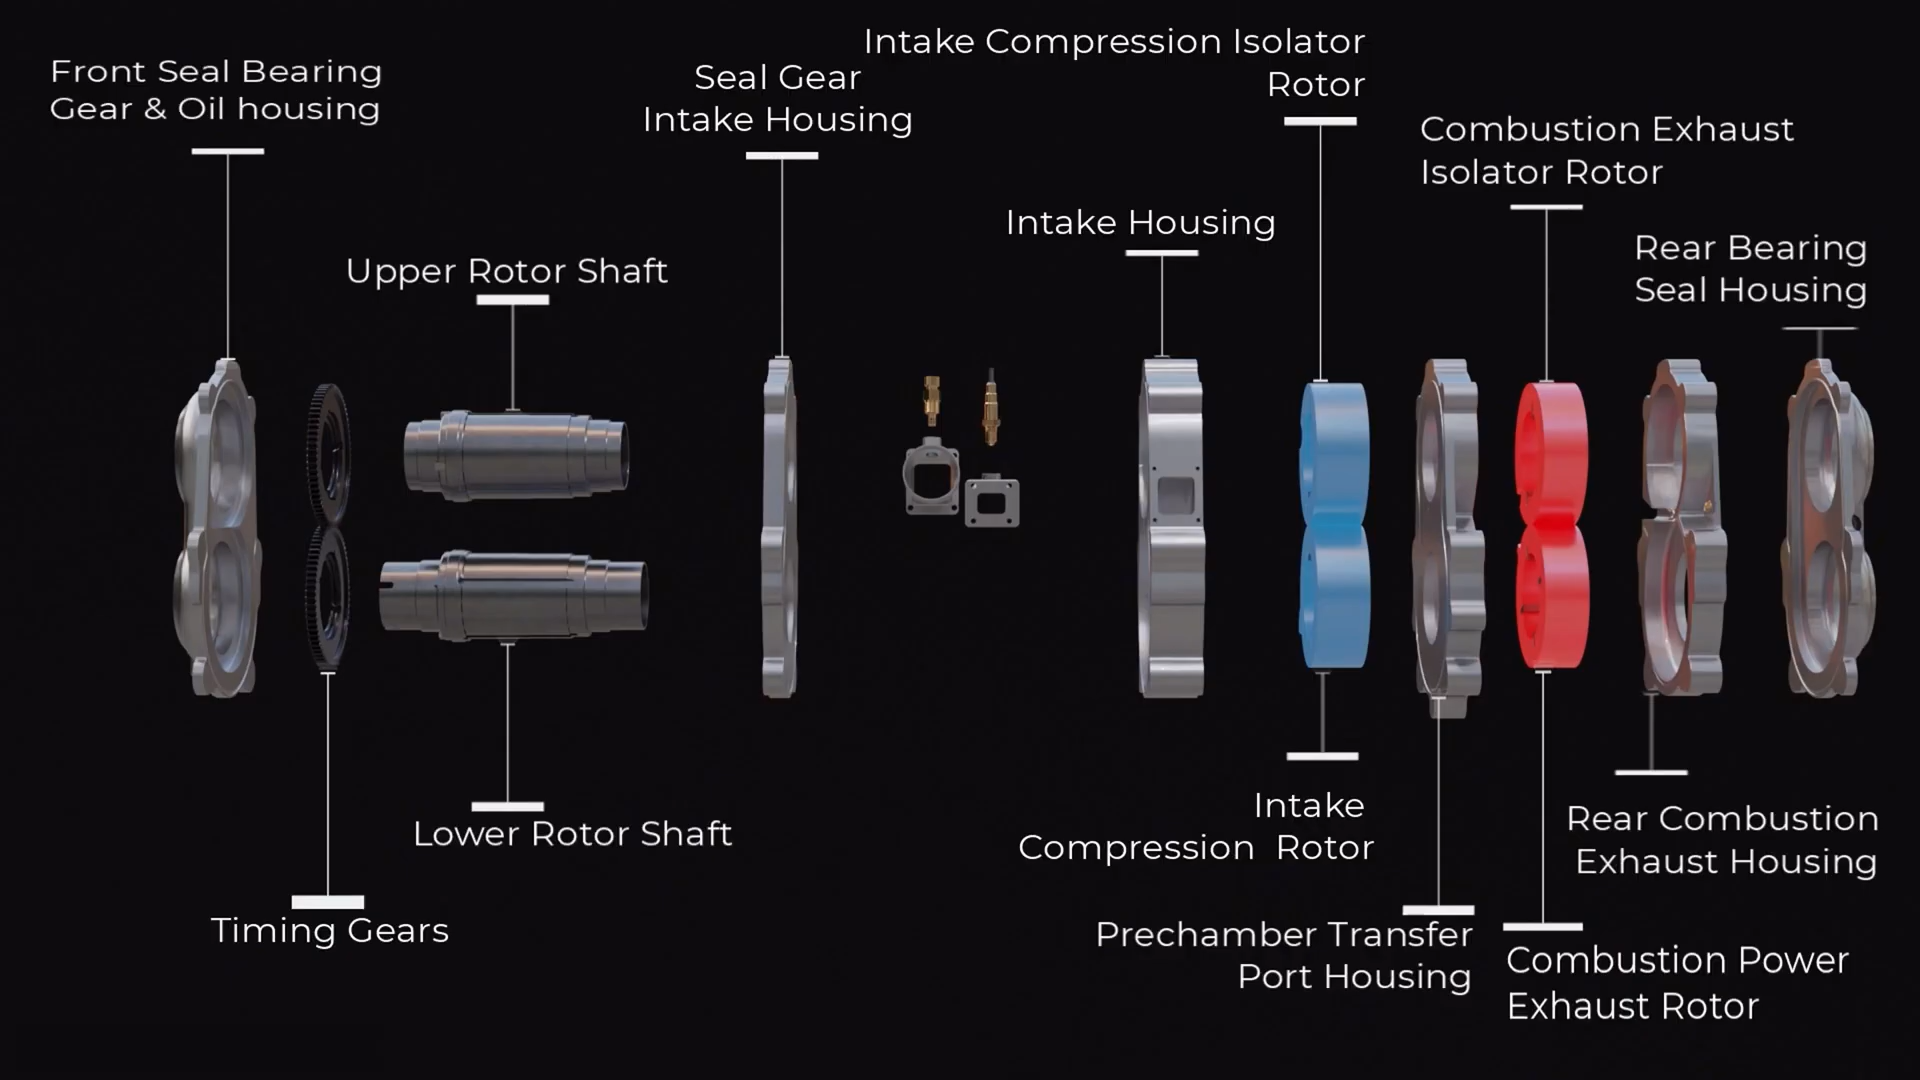 Intake Compression Isolator
Rotor
Front Seal Bearing
Gear & Oil housing
Seal Gear
Intake Housing
Combustion Exhaust
Isolator Rotor
Intake Housing
Rear Bearing
Seal Housing
Upper Rotor Shaft
Lower Rotor Shaft
Timing Gears
Intake
Compression Rotor
Rear Combustion
Exhaust Housing
Prechamber Transfer
Port Housing
Combustion Power
Exhaust Rotor